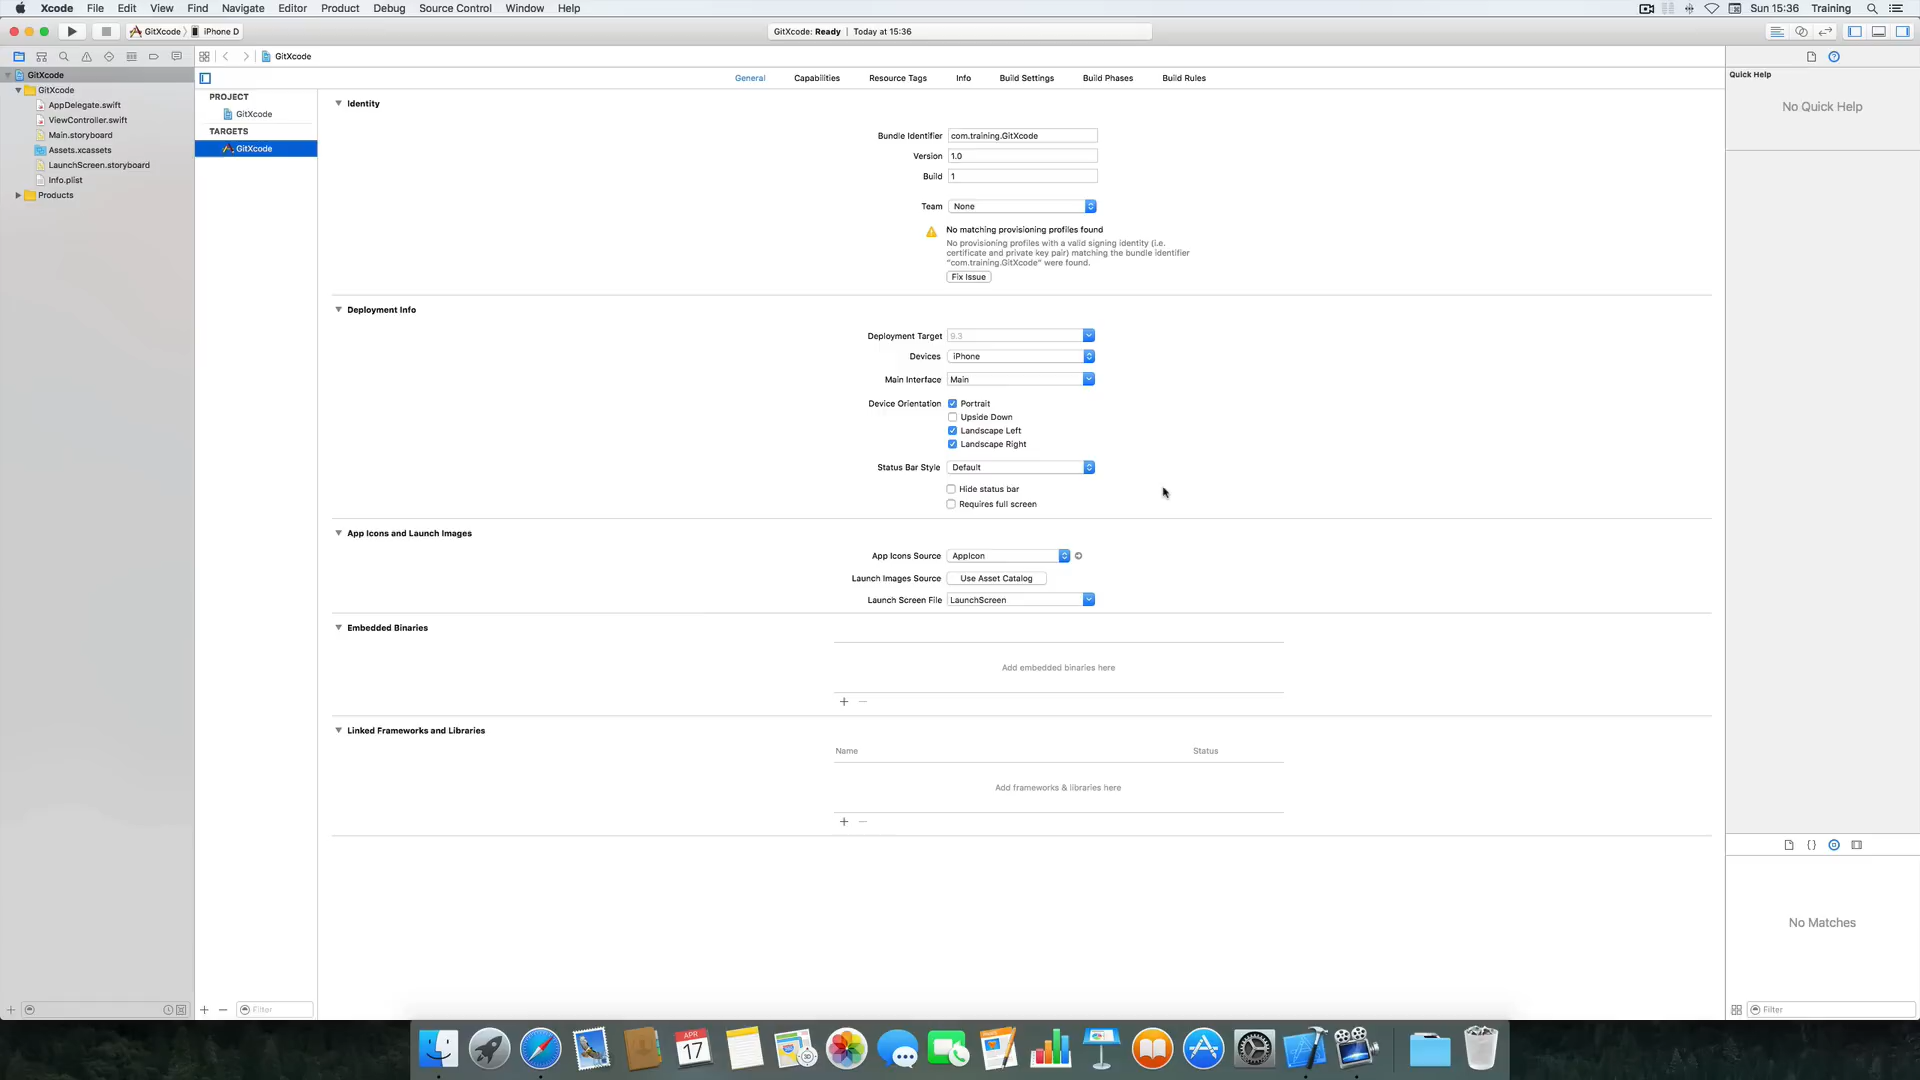 Xcode File Edit View Find Navigate Editor Product Debug Source Control Window Help Sun 15:36 Training
GitXcode iPhone D GitXcode: Ready | Today at 15:36
GitXcode
GitXcode General Capabilities Resource Tags Info Build Settings Build Phases Build Rules Quick Help
GitXcode
AppDelegate.swift
ViewController.swift
Main.storyboard
Assets.xcassets
LaunchScreen.storyboard
Info.plist
Products
PROJECT
GitXcode
TARGETS
GitXcode
Identity
Bundle Identifier com.training.GitXcode
Version 1.0
Build 1
Team None
No matching provisioning profiles found
No provisioning profiles with a valid signing identity (i.e.
certificate and private key pair) matching the bundle identifier
"com.training.GitXcode" were found.
Fix Issue
Deployment Info
Deployment Target 9.3
Devices iPhone
Main Interface Main
Device Orientation Portrait
Upside Down
Landscape Left
Landscape Right
Status Bar Style Default
Hide status bar
Requires full screen
App Icons and Launch Images
App Icons Source AppIcon
Launch Images Source Use Asset Catalog
Launch Screen File LaunchScreen
Embedded Binaries
Add embedded binaries here
Linked Frameworks and Libraries
Name Status
Add frameworks & libraries here
No Quick Help
No Matches
Filter Filter
APR
17
3D